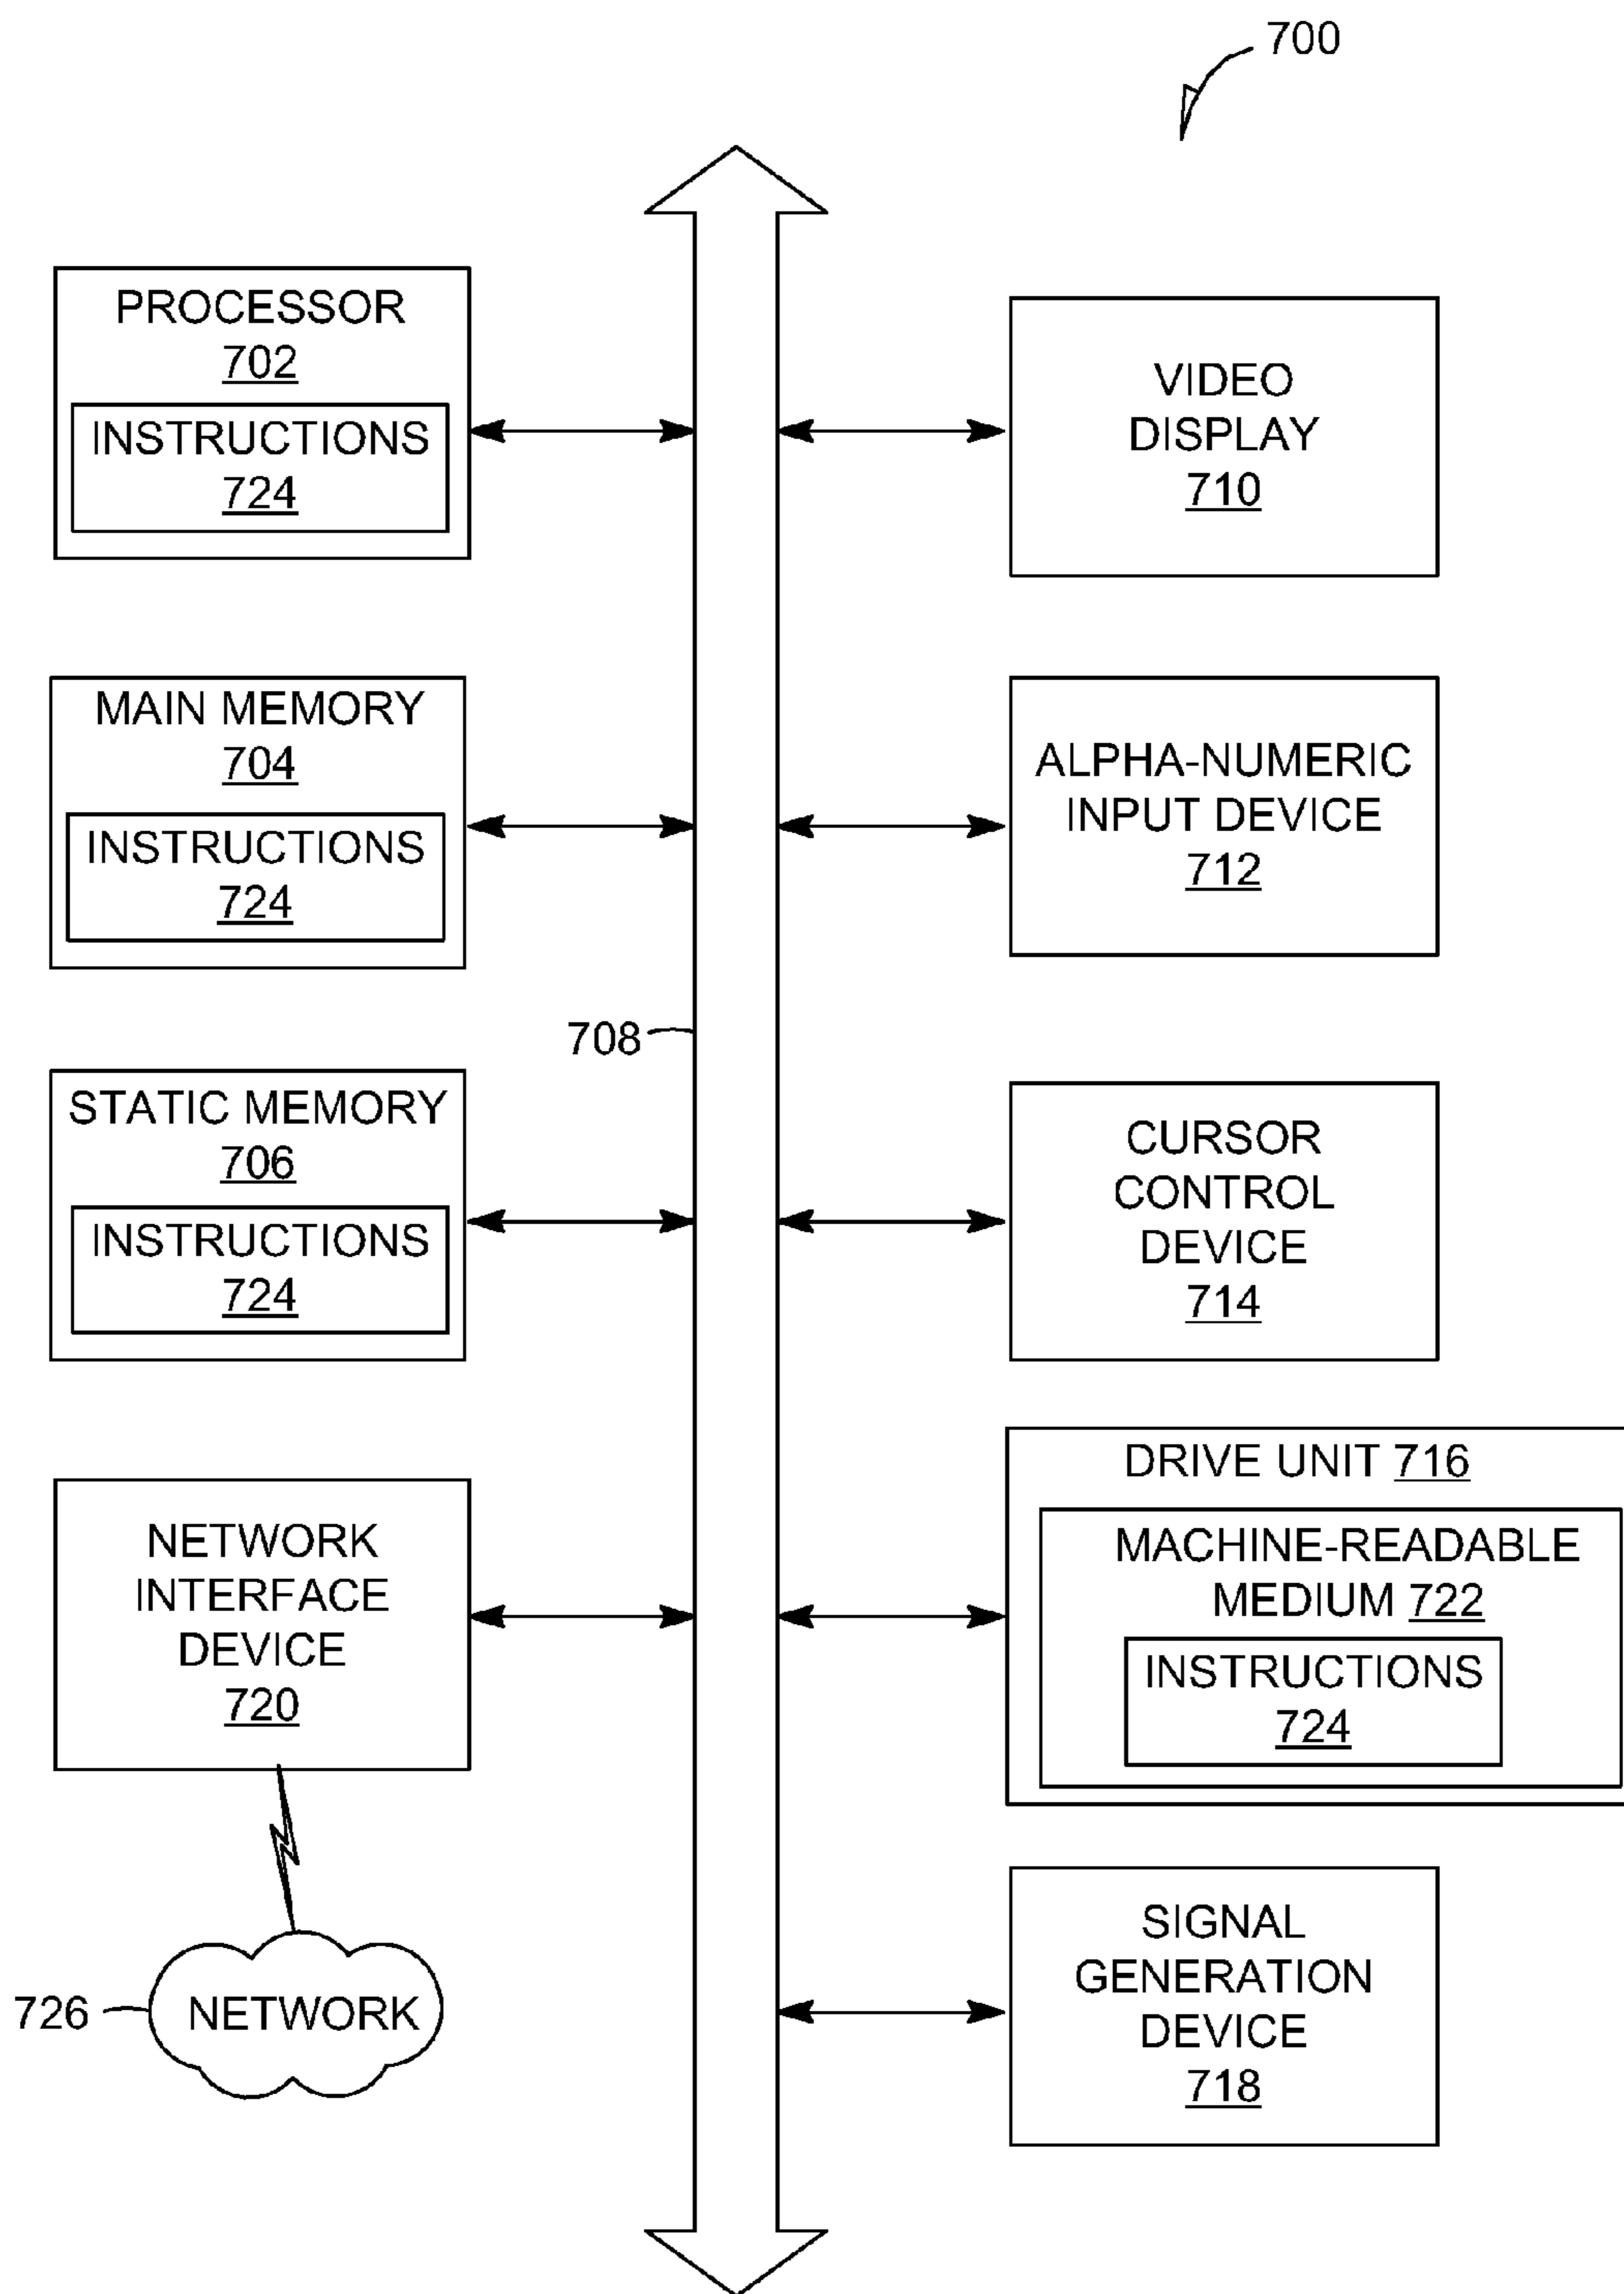 700
PROCESSOR
702
INSTRUCTIONS
724
MAIN MEMORY
704
INSTRUCTIONS
724
708
STATIC MEMORY
706
INSTRUCTIONS
724
NETWORK
INTERFACE
DEVICE
720
726
NETWORK
VIDEO
DISPLAY
710
ALPHA-NUMERIC
INPUT DEVICE
712
CURSOR
CONTROL
DEVICE
714
DRIVE UNIT 716
MACHINE-READABLE
MEDIUM 722
INSTRUCTIONS
724
SIGNAL
GENERATION
DEVICE
718